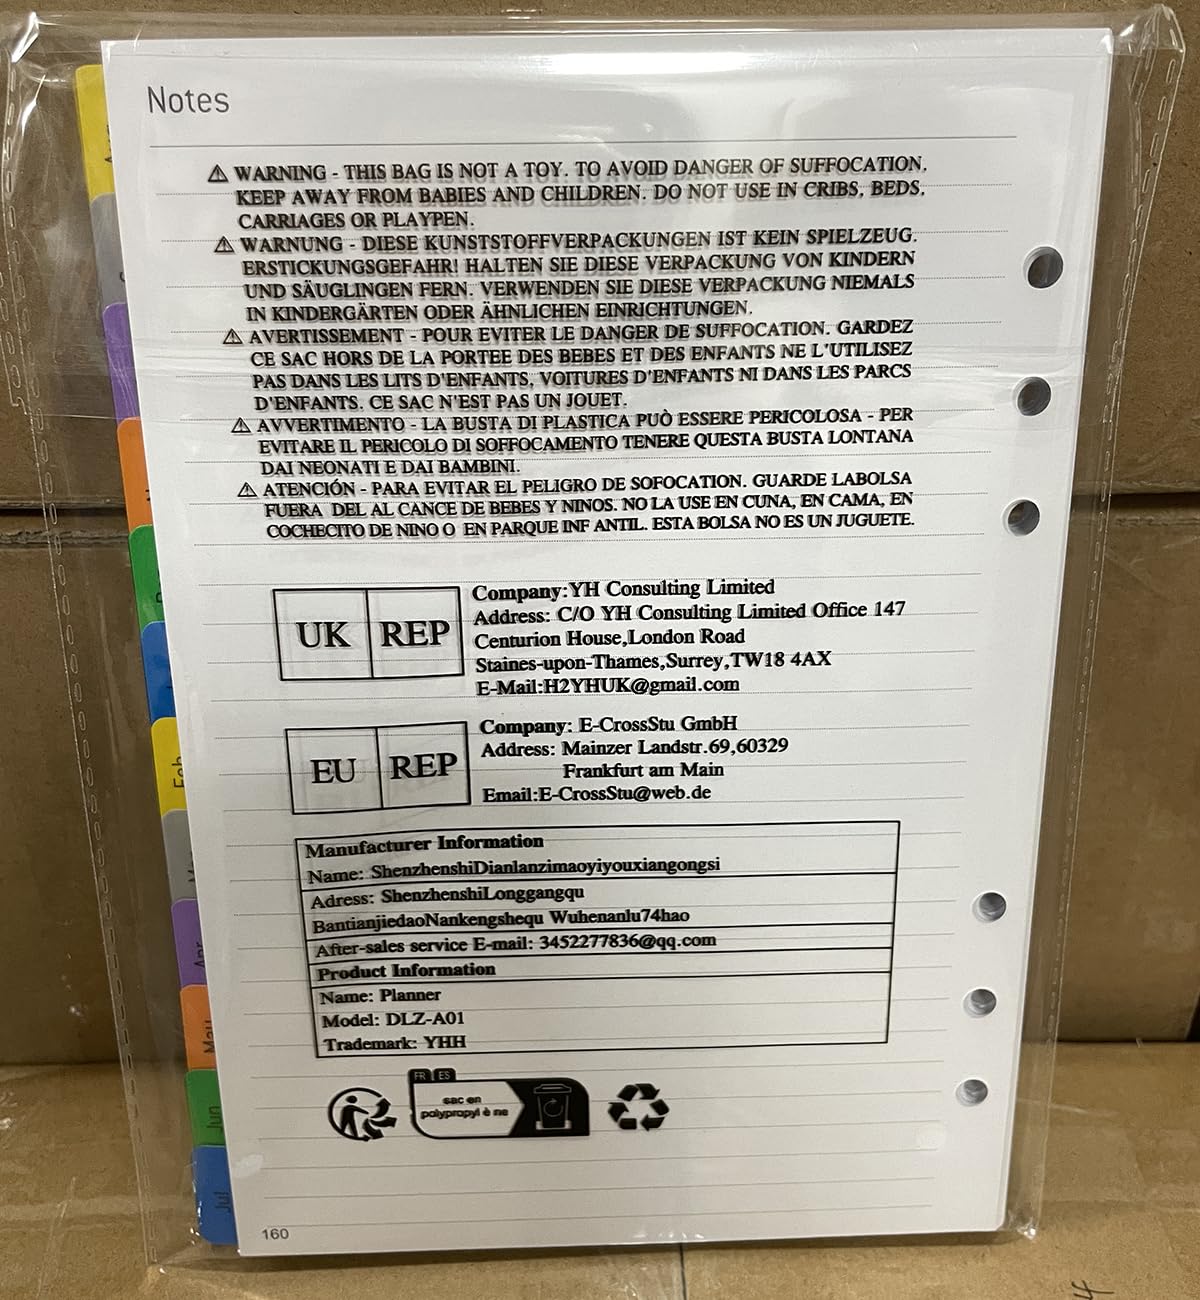 Notes
⚠ WARNING - THIS BAG IS NOT A TOY. TO AVOID DANGER OF SUFFOCATION.
KEEP AWAY FROM BABIES AND CHILDREN. DO NOT USE IN CRIBS, BEDS.
CARRIAGES OR PLAYPEN.
⚠ WARNUNG - DIESE KUNSTSTOFFVERPACKUNGEN IST KEIN SPIELZEUG.
ERSTICKUNGSGEFAHR! HALTEN SIE DIESE VERPACKUNG VON KINDERN
UND SÄUGLINGEN FERN. VERWENDEN SIE DIESE VERPACKUNG NIEMALS
IN KINDERGÄRTEN ODER ÄHNLICHEN EINRICHTUNGEN.
⚠ AVERTISSEMENT - POUR EVITER LE DANGER DE SUFFOCATION. GARDEZ
CE SAC HORS DE LA PORTEE DES BEBES ET DES ENFANTS NE L'UTILISEZ
PAS DANS LES LITS D'ENFANTS, VOITURES D'ENFANTS NI DANS LES PARCS
D'ENFANTS. CE SAC N'EST PAS UN JOUET.
⚠ AVVERTIMENTO - LA BUSTA DI PLASTICA PUÒ ESSERE PERICOLOSA - PER
EVITARE IL PERICOLO DI SOFFOCAMENTO TENERE QUESTA BUSTA LONTANA
DAI NEONATI E DAI BAMBINI.
⚠ ATENCIÓN - PARA EVITAR EL PELIGRO DE SOFOCATION. GUARDE LABOLSA
FUERA DEL AL CANCE DE BEBES Y NINOS. NO LA USE EN CUNA, EN CAMA, EN
COCHECITO DE NINO O EN PARQUE INF ANTIL. ESTA BOLSA NO ES UN JUGUETE.
UK REP
Company:YH Consulting Limited
Address: C/O YH Consulting Limited Office 147
Centurion House,London Road
Staines-upon-Thames,Surrey,TW18 4AX
E-Mail:H2YHUK@gmail.com
EU REP
Company: E-CrossStu GmbH
Address: Mainzer Landstr.69,60329
Frankfurt am Main
Email:E-CrossStu@web.de
Manufacturer Information
Name: ShenzhenshiDianlanzimaoyiyouxiangongsi
Adress: ShenzhenshiLonggangqu
BantianjiedaoNankengshequ Wuhenanlu74hao
After-sales service E-mail: 3452277836@qq.com
Product Information
Name: Planner
Model: DLZ-A01
Trademark: YHH
FR ES
sac en
polypropyl è ne
160
Feb
Apr
May
Jun
Jul
4